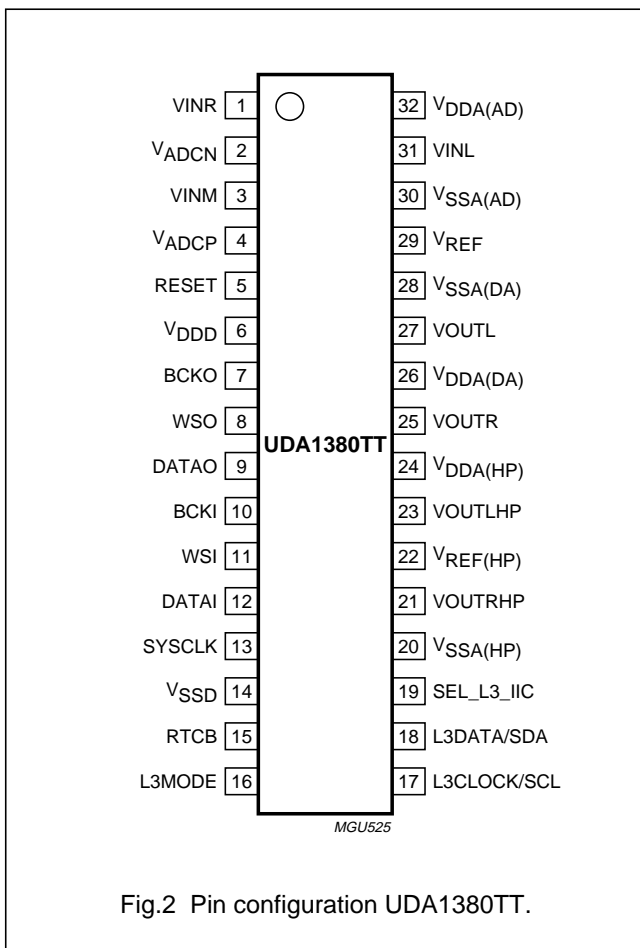 VINR 1 32 VDDA(AD)
VADCN 2 31 VINL
VINM 3 30 VSSA(AD)
VADCP 4 29 VREF
RESET 5 28 VSSA(DA)
VDDD 6 27 VOUTL
BCKO 7 26 VDDA(DA)
WSO 8 25 VOUTR
UDA1380TT
DATAO 9 24 VDDA(HP)
BCKI 10 23 VOUTLHP
WSI 11 22 VREF(HP)
DATAI 12 21 VOUTRHP
SYSCLK 13 20 VSSA(HP)
VSSD 14 19 SEL_L3_IIC
RTCB 15 18 L3DATA/SDA
L3MODE 16 17 L3CLOCK/SCL
MGU525
Fig.2 Pin configuration UDA1380TT.